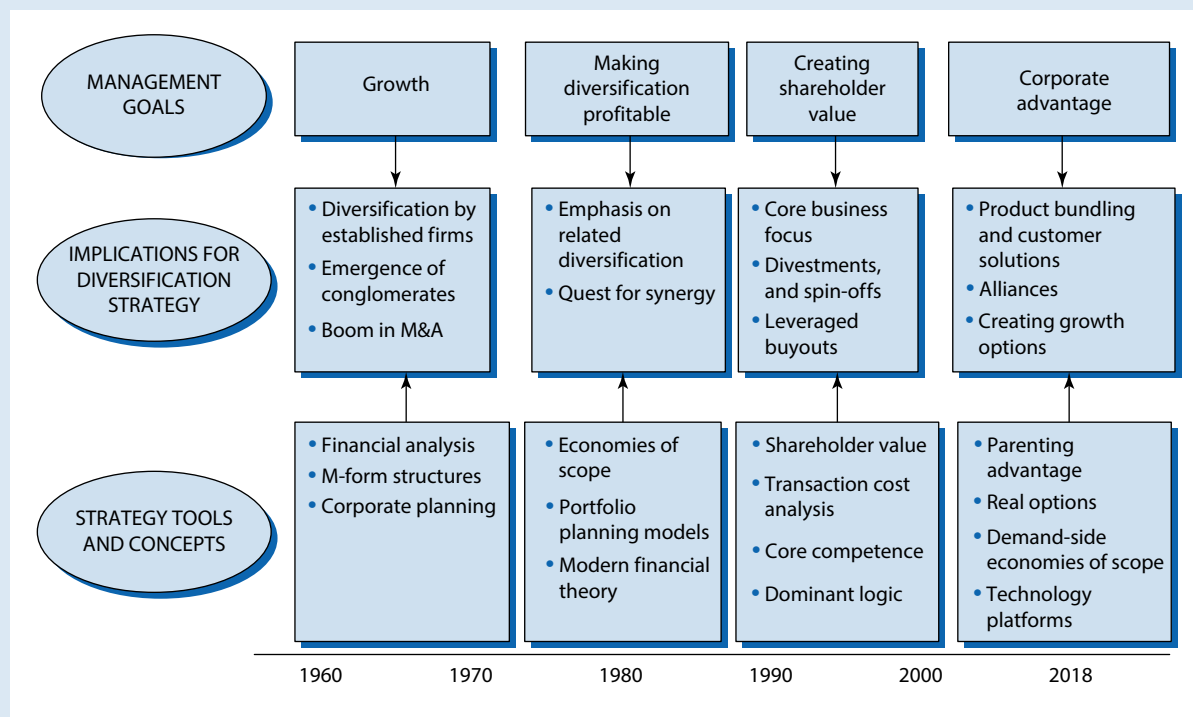 MANAGEMENT
GOALS
Growth
Making
diversification
profitable
Creating
shareholder
value
Corporate
advantage
IMPLICATIONS FOR
DIVERSIFICATION
STRATEGY
• Diversification by
established firms
• Emergence of
conglomerates
• Boom in M&A
• Emphasis on
related
diversification
• Quest for synergy
• Core business
focus
• Divestments,
and spin-offs
• Leveraged
buyouts
• Product bundling
and customer
solutions
• Alliances
• Creating growth
options
STRATEGY TOOLS
AND CONCEPTS
• Financial analysis
• M-form structures
• Corporate planning
• Economies of
scope
• Portfolio
planning models
• Modern financial
theory
• Shareholder value
• Transaction cost
analysis
• Core competence
• Dominant logic
• Parenting
advantage
• Real options
• Demand-side
economies of scope
• Technology
platforms
1960 1970 1980 1990 2000 2018